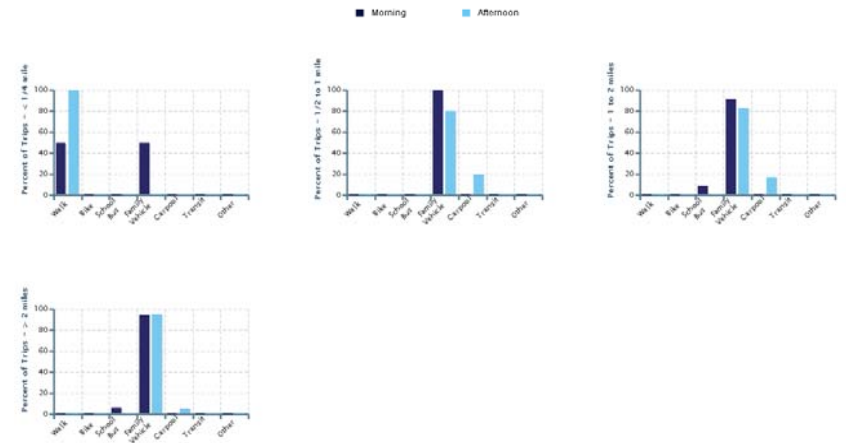 Morning Afternoon
Percent of Trips - < 1/4 mile
100
80
60
40
20
0
Walk
Bike
School
Bus
Family
Vehicle
Carpool
Transit
Other
Percent of Trips - 1/2 to 1 mile
100
80
60
40
20
0
Walk
Bike
School
Bus
Family
Vehicle
Carpool
Transit
Other
Percent of Trips - 1 to 2 miles
100
80
60
40
20
0
Walk
Bike
School
Bus
Family
Vehicle
Carpool
Transit
Other
Percent of Trips - > 2 miles
100
80
60
40
20
0
Walk
Bike
School
Bus
Family
Vehicle
Carpool
Transit
Other